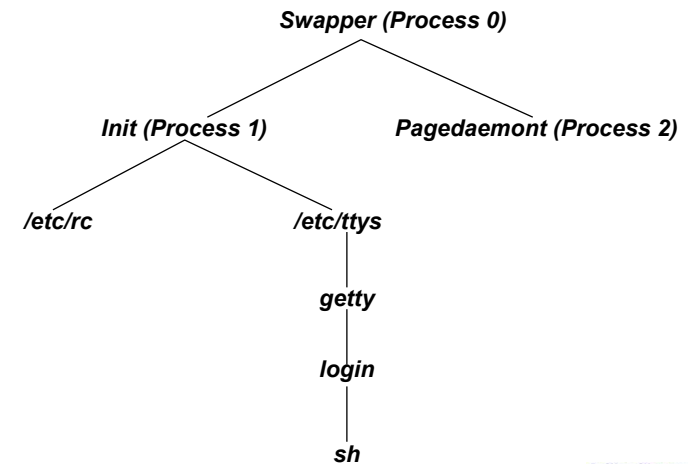 Swapper (Process 0)
Init (Process 1)
Pagedaemont (Process 2)
/etc/rc
/etc/ttys
getty
login
sh